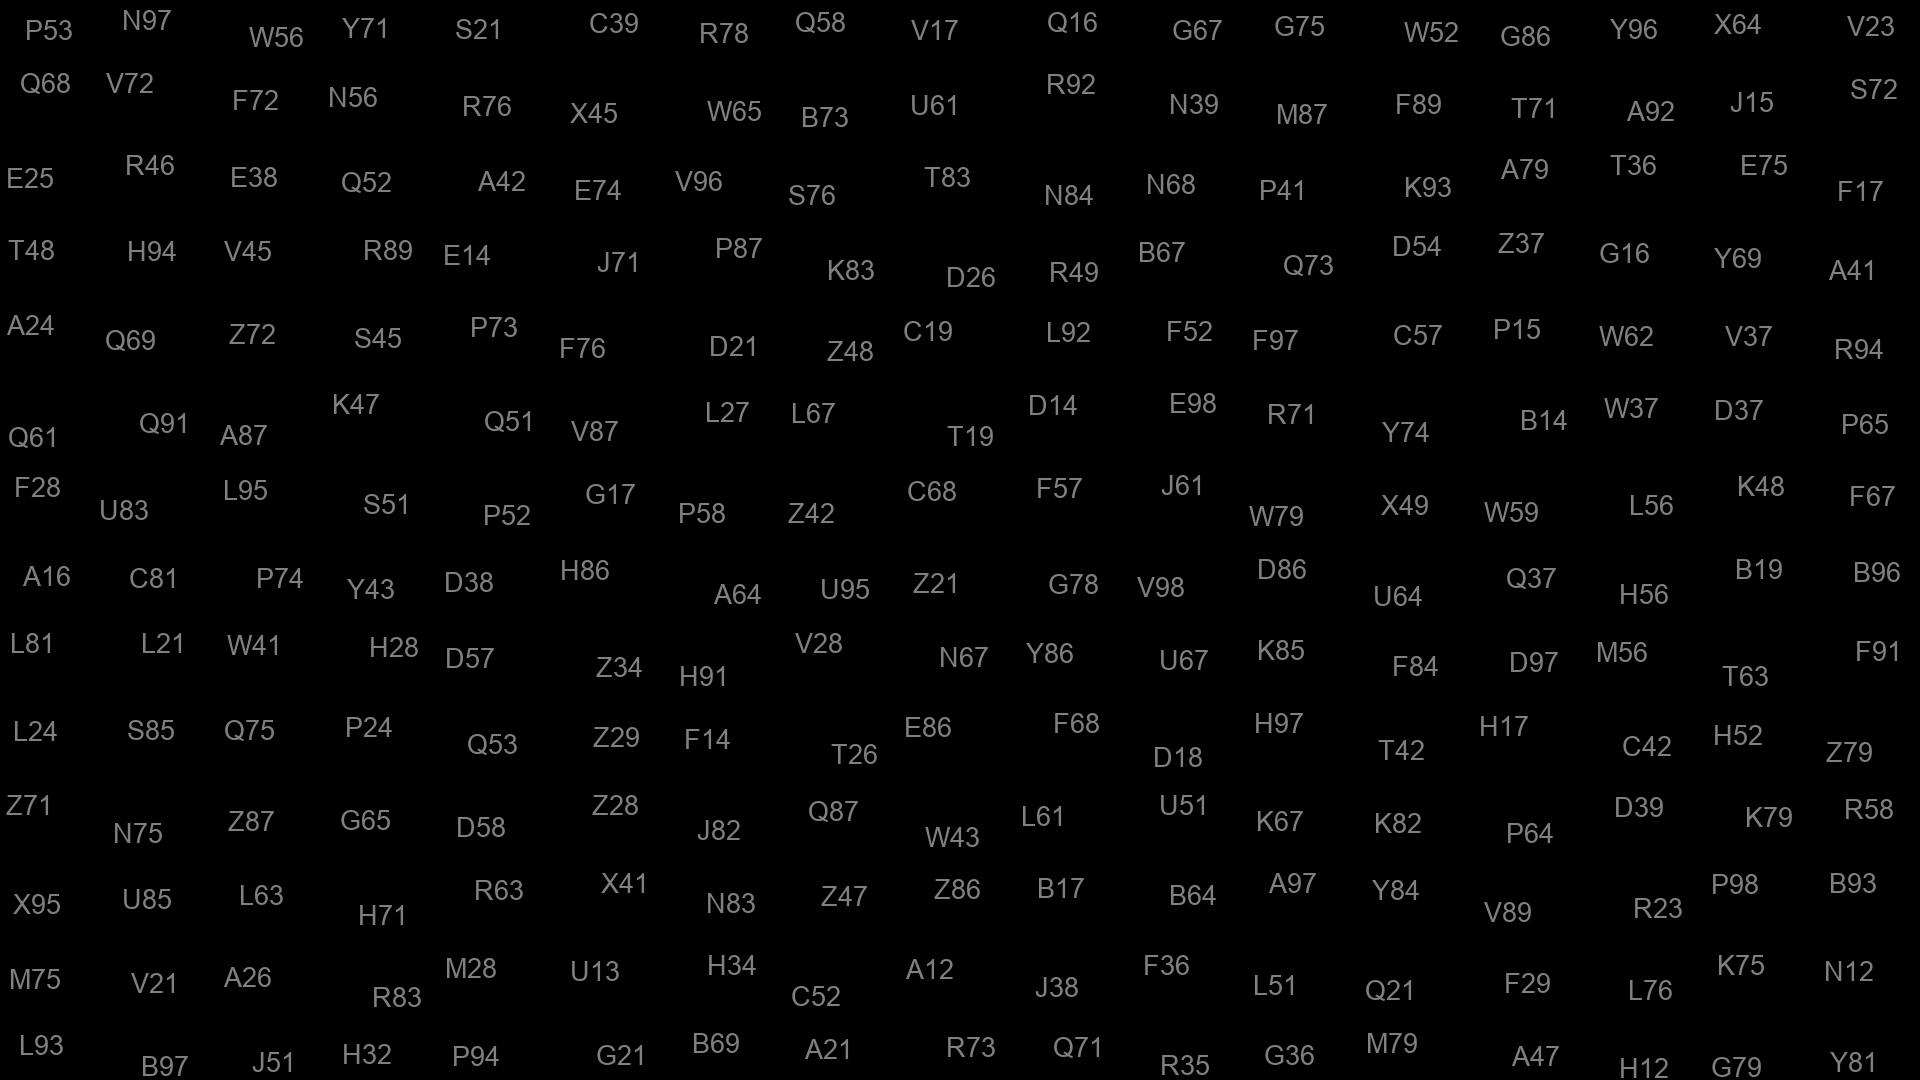 P53 N97 W56 Y71 S21 C39 R78 Q58 V17 Q16 G67 G75 W52 G86 Y96 X64 V23
Q68 V72 F72 N56 R76 X45 W65 B73 U61 R92 N39 M87 F89 T71 A92 J15 S72
E25 R46 E38 Q52 A42 E74 V96 S76 T83 N84 N68 P41 K93 A79 T36 E75 F17
T48 H94 V45 R89 E14 J71 P87 K83 D26 R49 B67 Q73 D54 Z37 G16 Y69 A41
A24 Q69 Z72 S45 P73 F76 D21 Z48 C19 L92 F52 F97 C57 P15 W62 V37 R94
Q61 Q91 A87 K47 Q51 V87 L27 L67 T19 D14 E98 R71 Y74 B14 W37 D37 P65
F28 U83 L95 S51 P52 G17 P58 Z42 C68 F57 J61 W79 X49 W59 L56 K48 F67
A16 C81 P74 Y43 D38 H86 A64 U95 Z21 G78 V98 D86 U64 Q37 H56 B19 B96
L81 L21 W41 H28 D57 Z34 H91 V28 N67 Y86 U67 K85 F84 D97 M56 T63 F91
L24 S85 Q75 P24 Q53 Z29 F14 T26 E86 F68 D18 H97 T42 H17 C42 H52 Z79
Z71 N75 Z87 G65 D58 Z28 J82 Q87 W43 L61 U51 K67 K82 P64 D39 K79 R58
X95 U85 L63 H71 R63 X41 N83 Z47 Z86 B17 B64 A97 Y84 V89 R23 P98 B93
M75 V21 A26 R83 M28 U13 H34 C52 A12 J38 F36 L51 Q21 F29 L76 K75 N12
L93 B97 J51 H32 P94 G21 B69 A21 R73 Q71 R35 G36 M79 A47 H12 G79 Y81